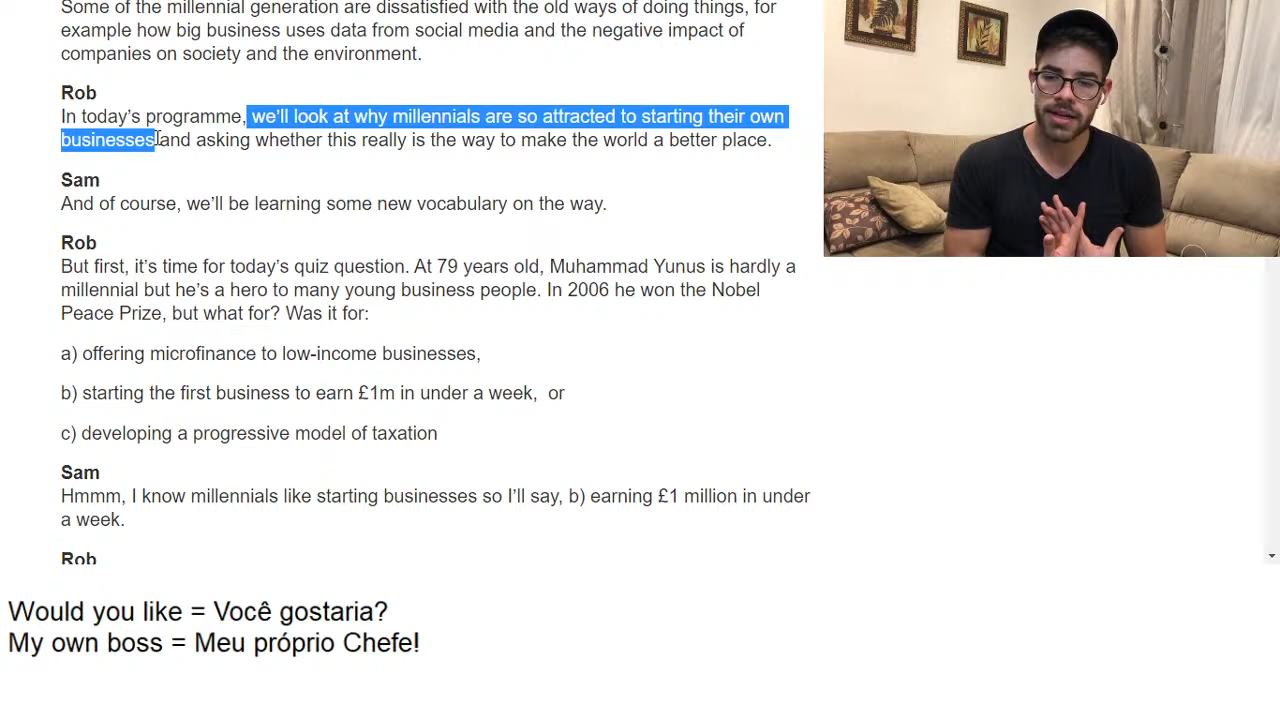 Some of the millennial generation are dissatisfied with the old ways of doing things, for
example how big business uses data from social media and the negative impact of
companies on society and the environment.
Rob
In today's programme, we'll look at why millennials are so attracted to starting their own
businesses and asking whether this really is the way to make the world a better place.
Sam
And of course, we'll be learning some new vocabulary on the way.
Rob
But first, it's time for today's quiz question. At 79 years old, Muhammad Yunus is hardly a
millennial but he's a hero to many young business people. In 2006 he won the Nobel
Peace Prize, but what for? Was it for:
a) offering microfinance to low-income businesses,
b) starting the first business to earn £1m in under a week,  or
c) developing a progressive model of taxation
Sam
Hmmm, I know millennials like starting businesses so I'll say, b) earning £1 million in under
a week.
Rob
Would you like = Você gostaria?
My own boss = Meu próprio Chefe!